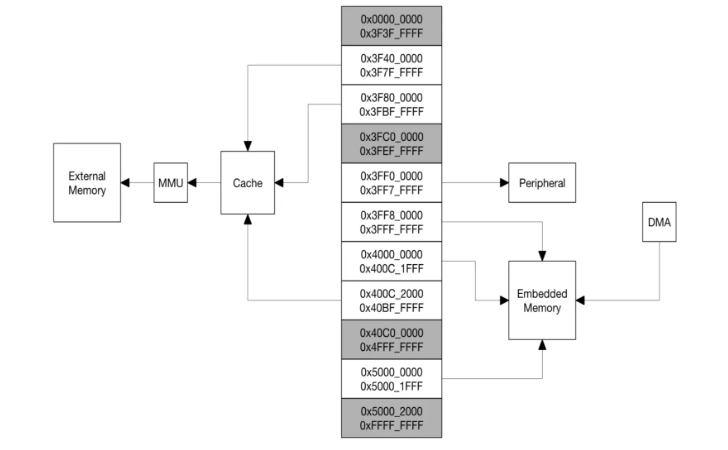 0x0000_0000
0x3F3F_FFFF
0x3F40_0000
0x3F7F_FFFF
0x3F80_0000
0x3FBF_FFFF
0x3FC0_0000
0x3FEF_FFFF
External
Memory
MMU
Cache
0x3FF0_0000
0x3FF7_FFFF
Peripheral
0x3FF8_0000
0x3FFF_FFFF
DMA
0x4000_0000
0x400C_1FFF
0x400C_2000
0x40BF_FFFF
Embedded
Memory
0x40C0_0000
0x4FFF_FFFF
0x5000_0000
0x5000_1FFF
0x5000_2000
0xFFFF_FFFF